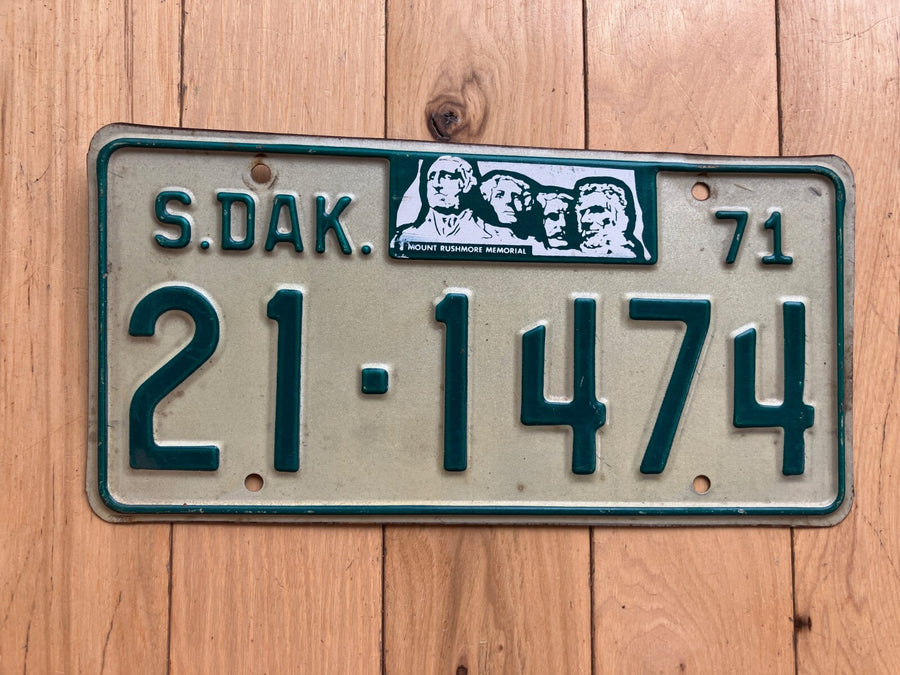 S.DAK. 71
MOUNT RUSHMORE MEMORIAL
21·1474